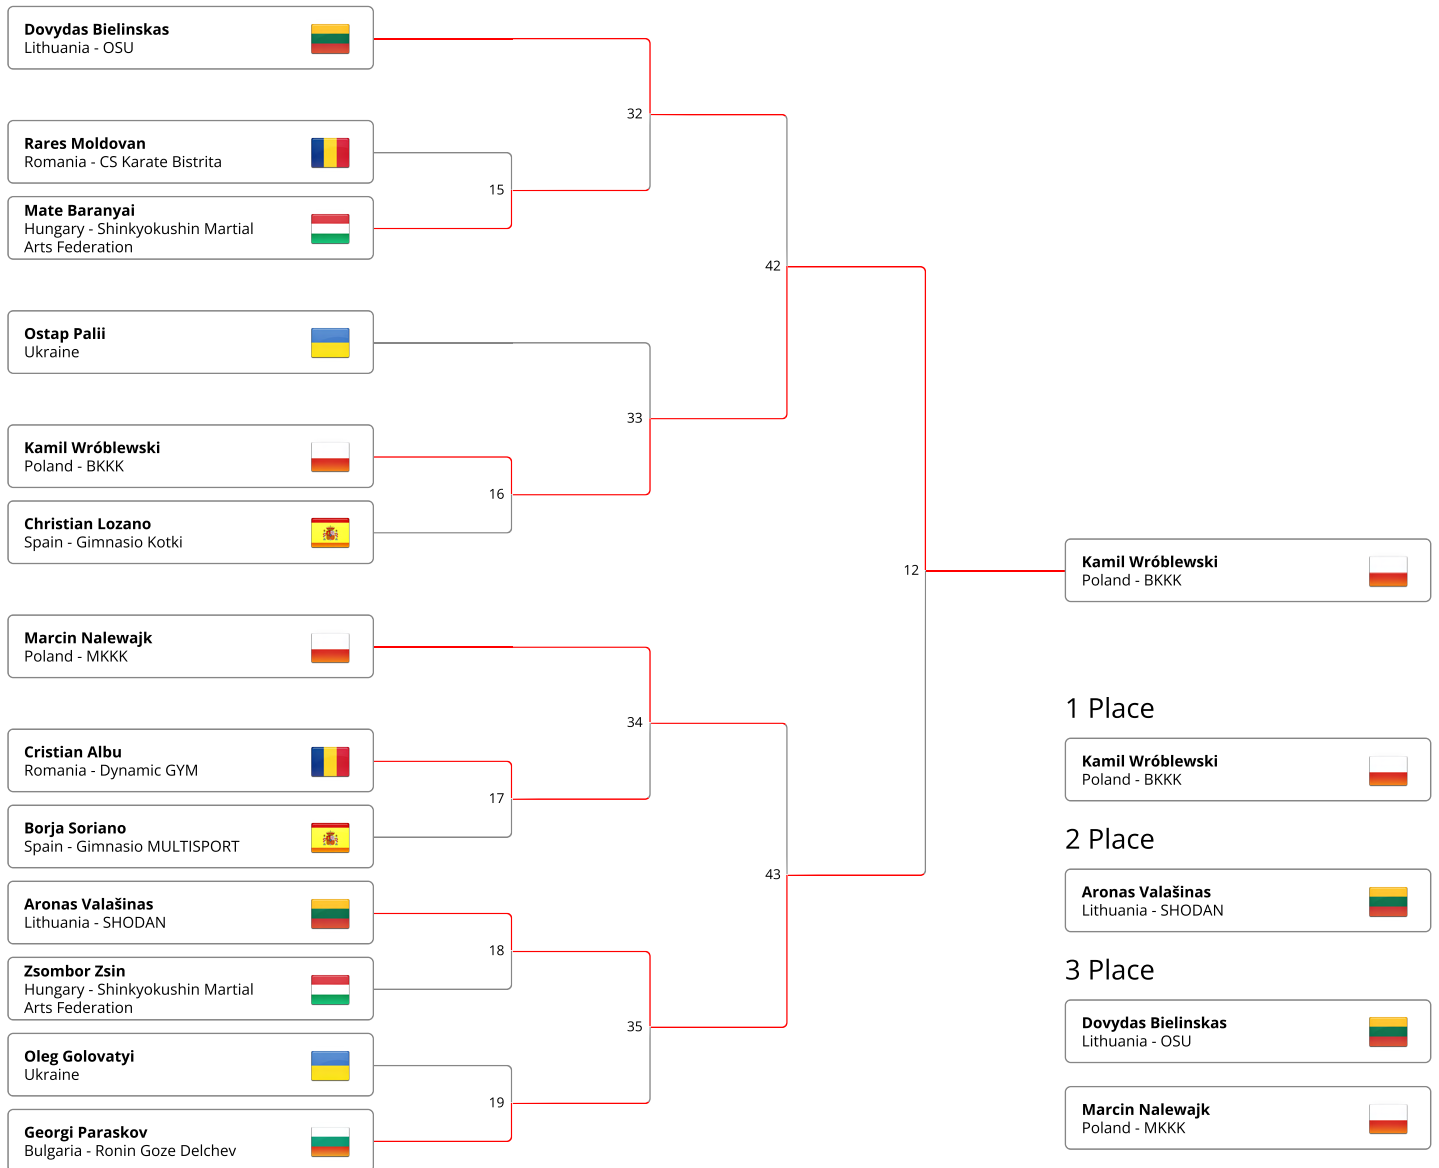 Dovydas Bielinskas
Lithuania - OSU
32
Rares Moldovan
Romania - CS Karate Bistrita
15
Mate Baranyai
Hungary - Shinkyokushin Martial
Arts Federation
42
Ostap Palii
Ukraine
33
Kamil Wróblewski
Poland - BKKK
16
Christian Lozano
Spain - Gimnasio Kotki
12
Kamil Wróblewski
Poland - BKKK
Marcin Nalewajk
Poland - MKKK
34
Cristian Albu
Romania - Dynamic GYM
17
Borja Soriano
Spain - Gimnasio MULTISPORT
43
Aronas Valašinas
Lithuania - SHODAN
18
Zsombor Zsin
Hungary - Shinkyokushin Martial
Arts Federation
35
Oleg Golovatyi
Ukraine
19
Georgi Paraskov
Bulgaria - Ronin Goze Delchev
1 Place
Kamil Wróblewski
Poland - BKKK
2 Place
Aronas Valašinas
Lithuania - SHODAN
3 Place
Dovydas Bielinskas
Lithuania - OSU
Marcin Nalewajk
Poland - MKKK